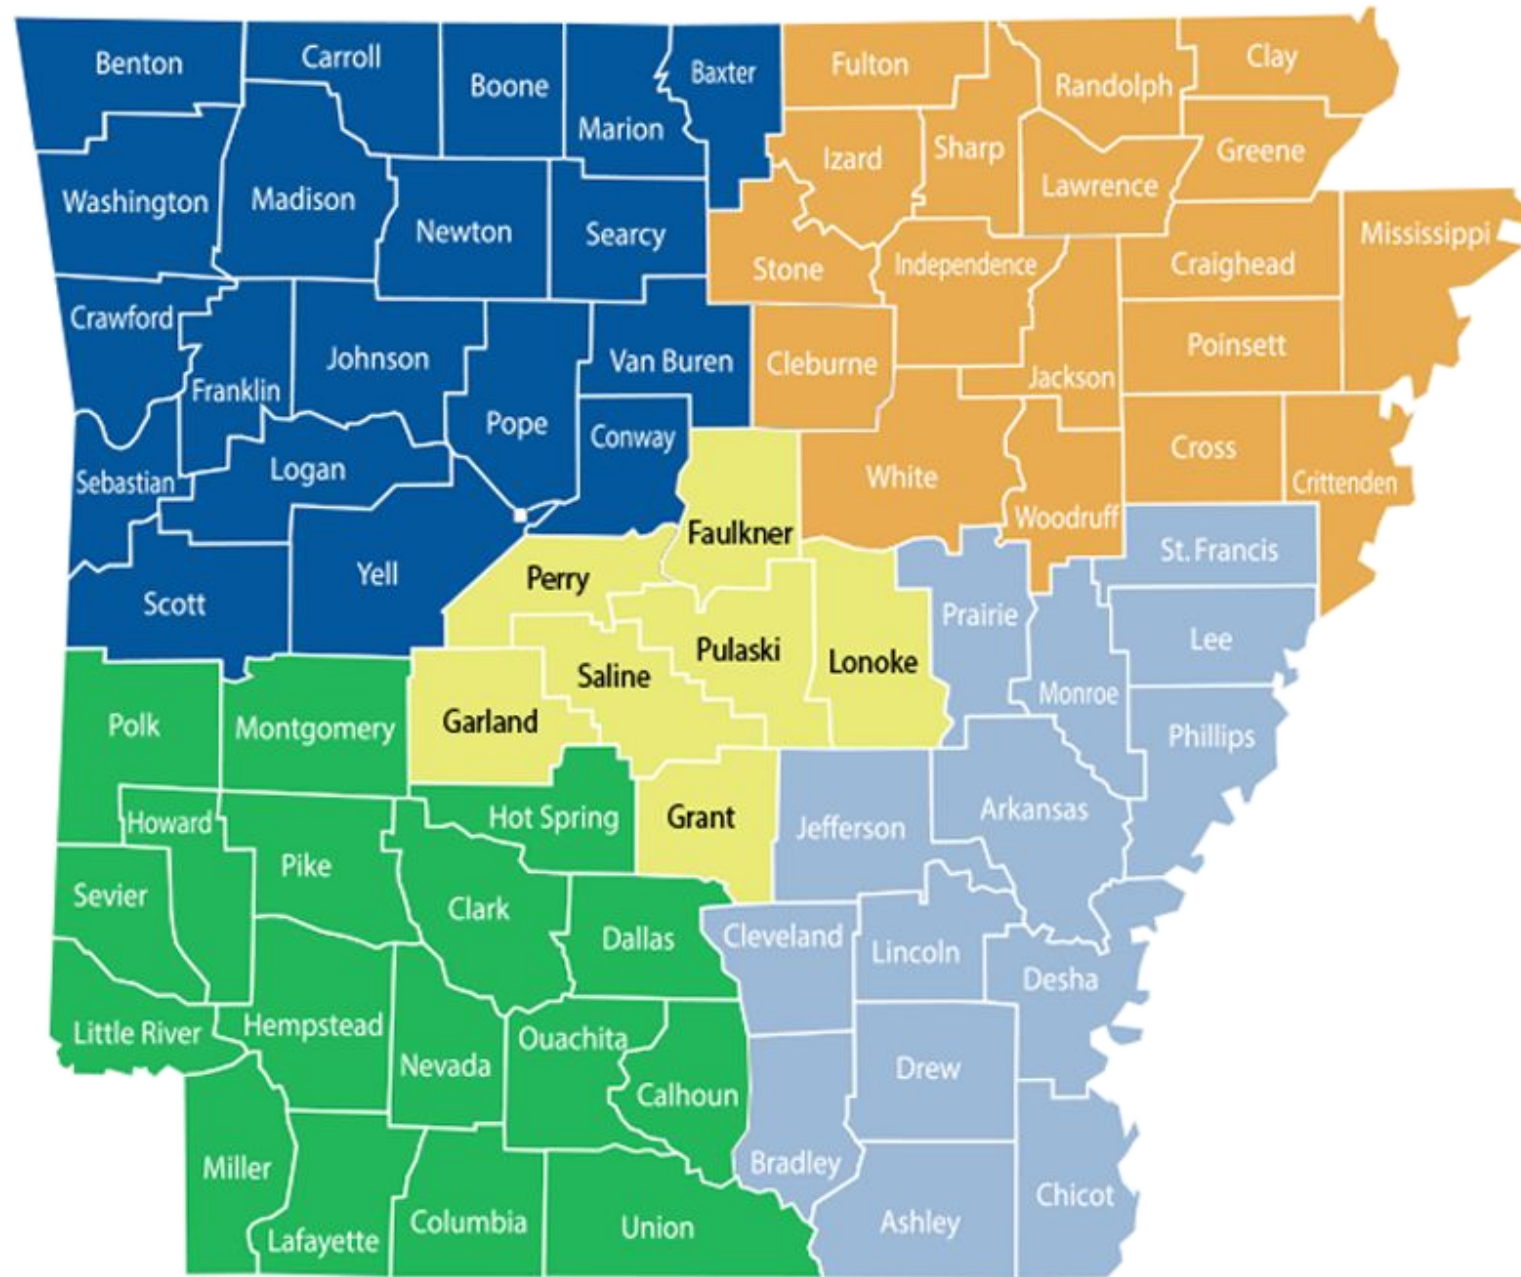 Benton
Carroll
Boone
Marion
Baxter
Fulton
Randolph
Clay
Sharp
Izard
Greene
Lawrence
Washington
Madison
Newton
Searcy
Stone
Independence
Craighead
Mississippi
Crawford
Franklin
Johnson
Pope
Van Buren
Cleburne
Jackson
Poinsett
Sebastian
Logan
Conway
White
Woodruff
Cross
Crittenden
Scott
Yell
Perry
Faulkner
Prairie
St. Francis
Lee
Polk
Montgomery
Garland
Saline
Pulaski
Lonoke
Monroe
Phillips
Howard
Pike
Hot Spring
Grant
Jefferson
Arkansas
Sevier
Clark
Dallas
Cleveland
Lincoln
Desha
Little River
Hempstead
Nevada
Ouachita
Calhoun
Drew
Miller
Lafayette
Columbia
Union
Bradley
Ashley
Chicot